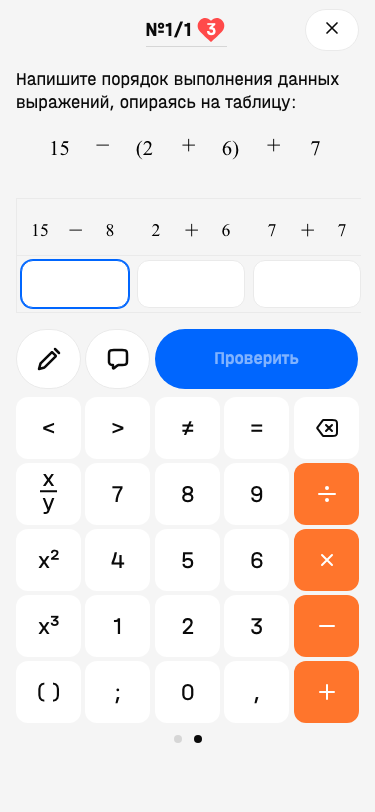 №1/1 3
Напишите порядок выполнения данных
выражений, опираясь на таблицу:
15 − (2 + 6) + 7
15 − 8 2 + 6 7 + 7
Проверить
< > ≠ =
x/y 7 8 9 ÷
x² 4 5 6 ×
x³ 1 2 3 −
( ) ; 0 , +